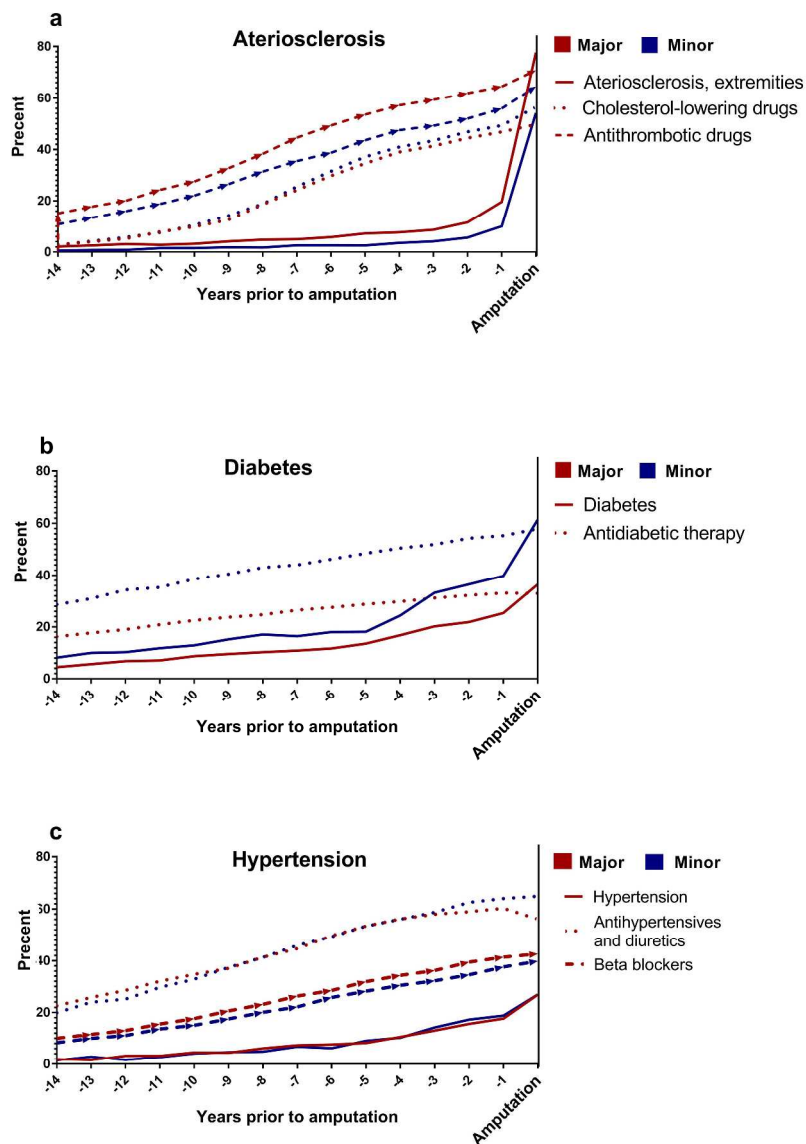 a
Ateriosclerosis
Major Minor
Ateriosclerosis, extremities
Cholesterol-lowering drugs
Antithrombotic drugs
Precent
80
60
40
20
0
-14 -13 -12 -11 -10 -9 -8 -7 -6 -5 -4 -3 -2 -1 Amputation
Years prior to amputation
b
Diabetes
Major Minor
Diabetes
Antidiabetic therapy
Precent
80
60
40
20
0
-14 -13 -12 -11 -10 -9 -8 -7 -6 -5 -4 -3 -2 -1 Amputation
Years prior to amputation
c
Hypertension
Major Minor
Hypertension
Antihypertensives
and diuretics
Beta blockers
Precent
80
30
40
20
0
-14 -13 -12 -11 -10 -9 -8 -7 -6 -5 -4 -3 -2 -1 Amputation
Years prior to amputation